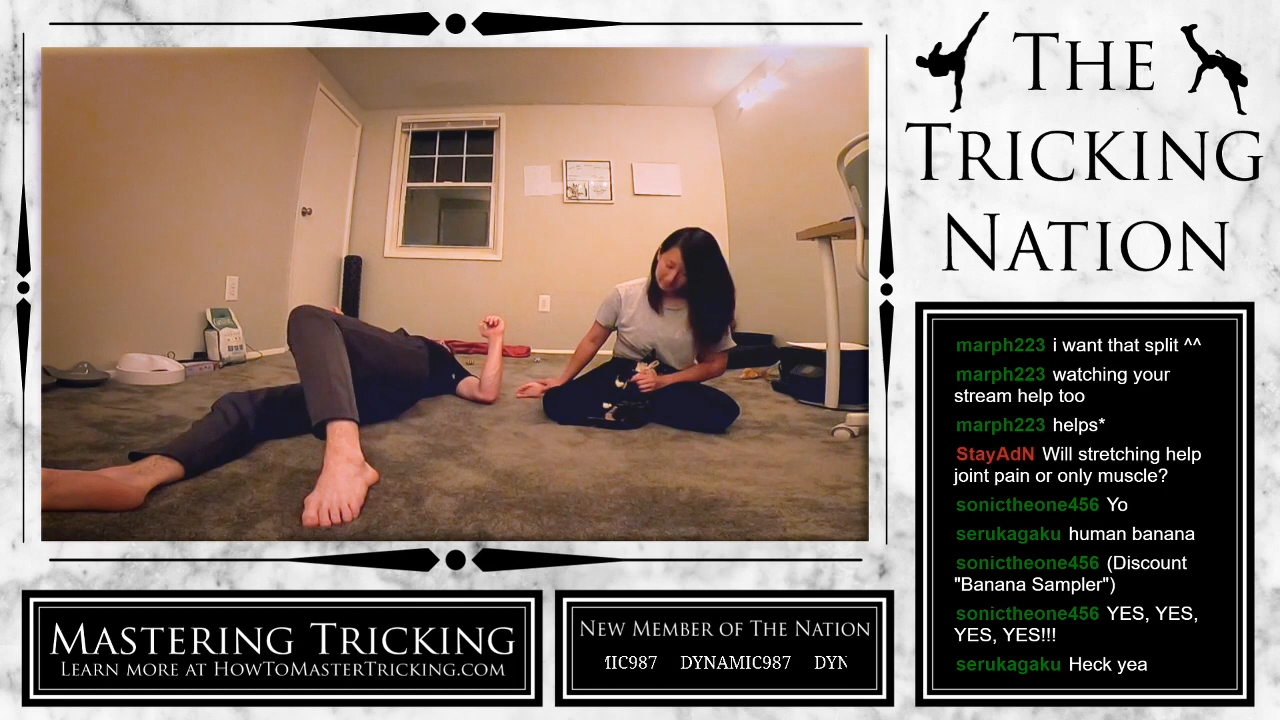 THE
TRICKING
NATION
marph223 i want that split ^^
marph223 watching your
stream help too
marph223 helps*
StayAdN Will stretching help
joint pain or only muscle?
sonictheone456 Yo
serukagaku human banana
sonictheone456 (Discount
"Banana Sampler")
sonictheone456 YES, YES,
YES, YES!!!
serukagaku Heck yea
MASTERING TRICKING
LEARN MORE AT HOWTOMASTERTRICKING.COM
NEW MEMBER OF THE NATION
IIC987 DYNAMIC987 DYN